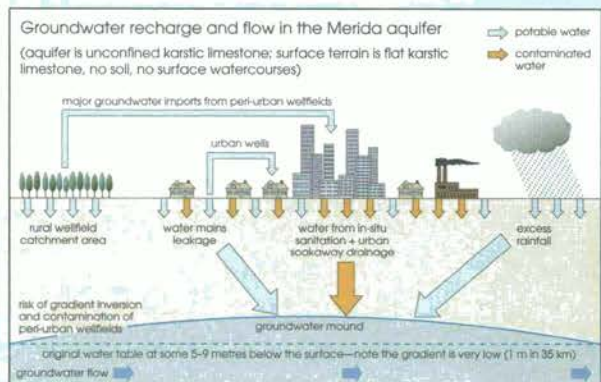 Groundwater recharge and flow in the Merida aquifer
(aquifer is unconfined karstic limestone; surface terrain is flat karstic
limestone, no soil, no surface watercourses)
potable water
contaminated
water
major groundwater imports from peri-urban wellfields
urban wells
rural wellfield
catchment area
water mains
leakage
water from in-situ
sanitation + urban
soakaway drainage
excess
rainfall
risk of gradient inversion
and contamination of
peri-urban wellfields
groundwater mound
original water table at some 5-9 metres below the surface—note the gradient is very low (1 m in 35 km)
groundwater flow